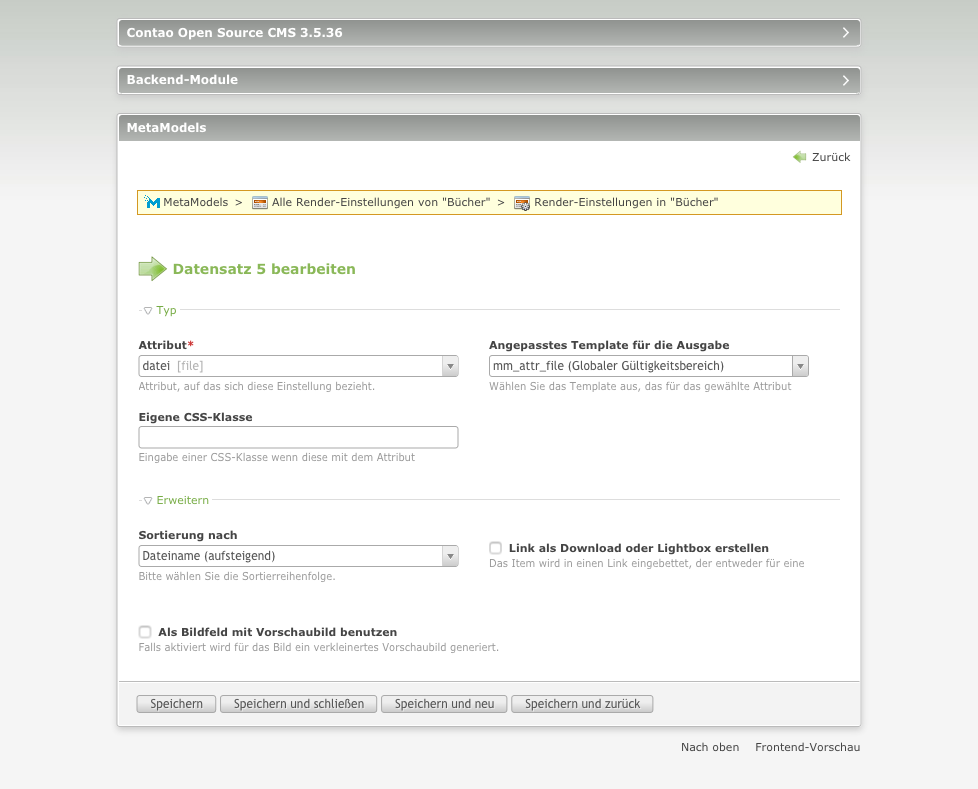 Contao Open Source CMS 3.5.36
Backend-Module
MetaModels
Zurück
MetaModels > Alle Render-Einstellungen von "Bücher" > Render-Einstellungen in "Bücher"
Datensatz 5 bearbeiten
Typ
Attribut*
datei [file]
Attribut, auf das sich diese Einstellung bezieht.
Angepasstes Template für die Ausgabe
mm_attr_file (Globaler Gültigkeitsbereich)
Wählen Sie das Template aus, das für das gewählte Attribut
Eigene CSS-Klasse
Eingabe einer CSS-Klasse wenn diese mit dem Attribut
Erweitern
Sortierung nach
Dateiname (aufsteigend)
Bitte wählen Sie die Sortierreihenfolge.
Link als Download oder Lightbox erstellen
Das Item wird in einen Link eingebettet, der entweder für eine
Als Bildfeld mit Vorschaubild benutzen
Falls aktiviert wird für das Bild ein verkleinertes Vorschaubild generiert.
Speichern Speichern und schließen Speichern und neu Speichern und zurück
Nach oben Frontend-Vorschau